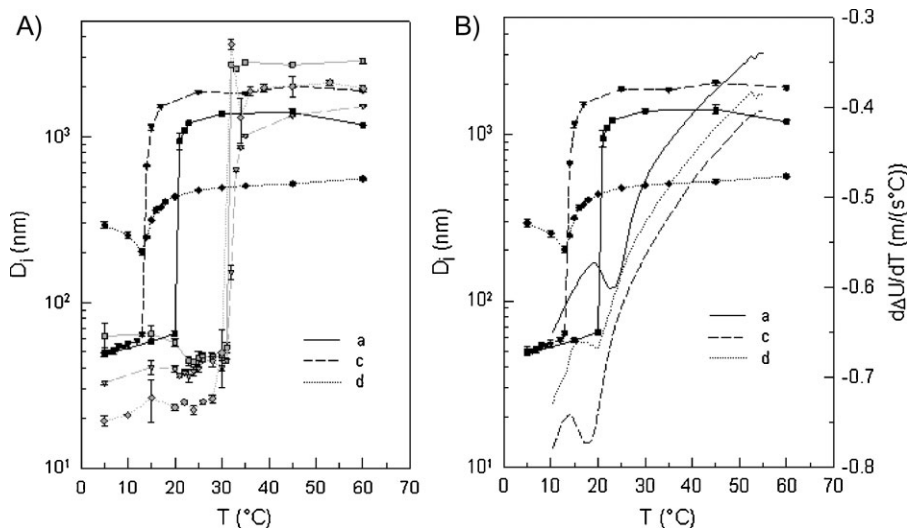 A)
10³
10²
10¹
Dᵢ (nm)
0 10 20 30 40 50 60 70
T (°C)
a
c
d
B)
10³
10²
10¹
Dᵢ (nm)
0 10 20 30 40 50 60 70
T (°C)
a
c
d
-0.3
-0.4
-0.5
-0.6
-0.7
-0.8
dΔU/dT (m/(s°C)